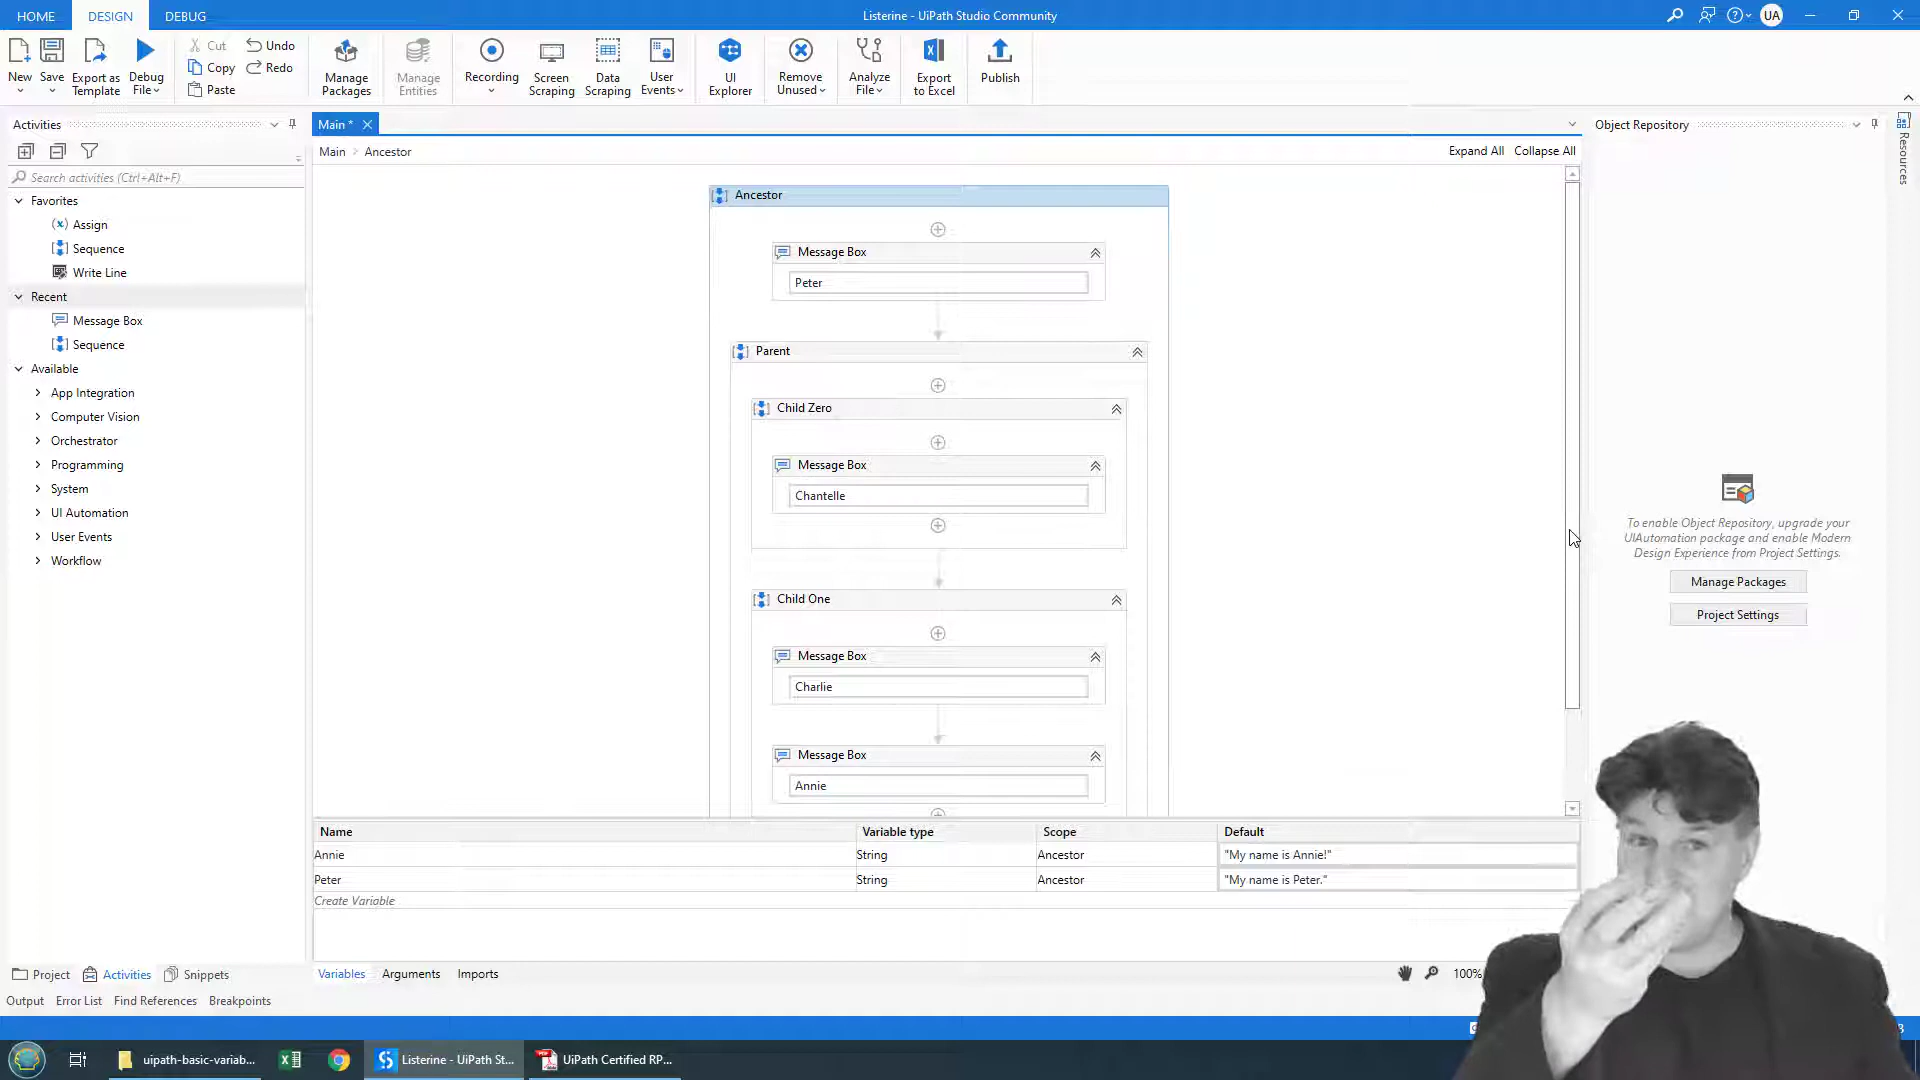 HOME DESIGN DEBUG
Listerine - UiPath Studio Community
UA
New
Save
Export as Template
Debug File
Cut
Copy
Paste
Undo
Redo
Manage Packages
Manage Entities
Recording
Screen Scraping
Data Scraping
User Events
UI Explorer
Remove Unused
Analyze File
Export to Excel
Publish
Activities
Search activities (Ctrl+Alt+F)
Favorites
Assign
Sequence
Write Line
Recent
Message Box
Sequence
Available
App Integration
Computer Vision
Orchestrator
Programming
System
UI Automation
User Events
Workflow
Main *
Main > Ancestor
Expand All Collapse All
Ancestor
Message Box
Peter
Parent
Child Zero
Message Box
Chantelle
Child One
Message Box
Charlie
Message Box
Annie
Name Variable type Scope Default
Annie String Ancestor "My name is Annie!"
Peter String Ancestor "My name is Peter."
Create Variable
Variables Arguments Imports
100%
Object Repository
Resources
To enable Object Repository, upgrade your
UIAutomation package and enable Modern
Design Experience from Project Settings.
Manage Packages
Project Settings
Project Activities Snippets
Output Error List Find References Breakpoints
uipath-basic-variab...
Listerine - UiPath St...
UiPath Certified RP...